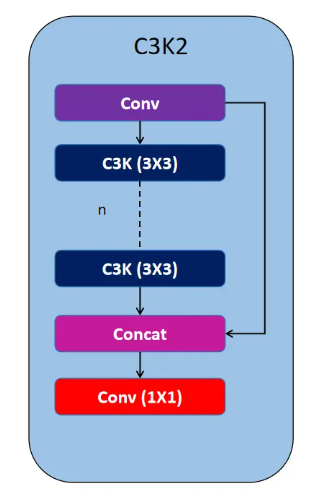 C3K2
Conv
C3K (3X3)
n
C3K (3X3)
Concat
Conv (1X1)